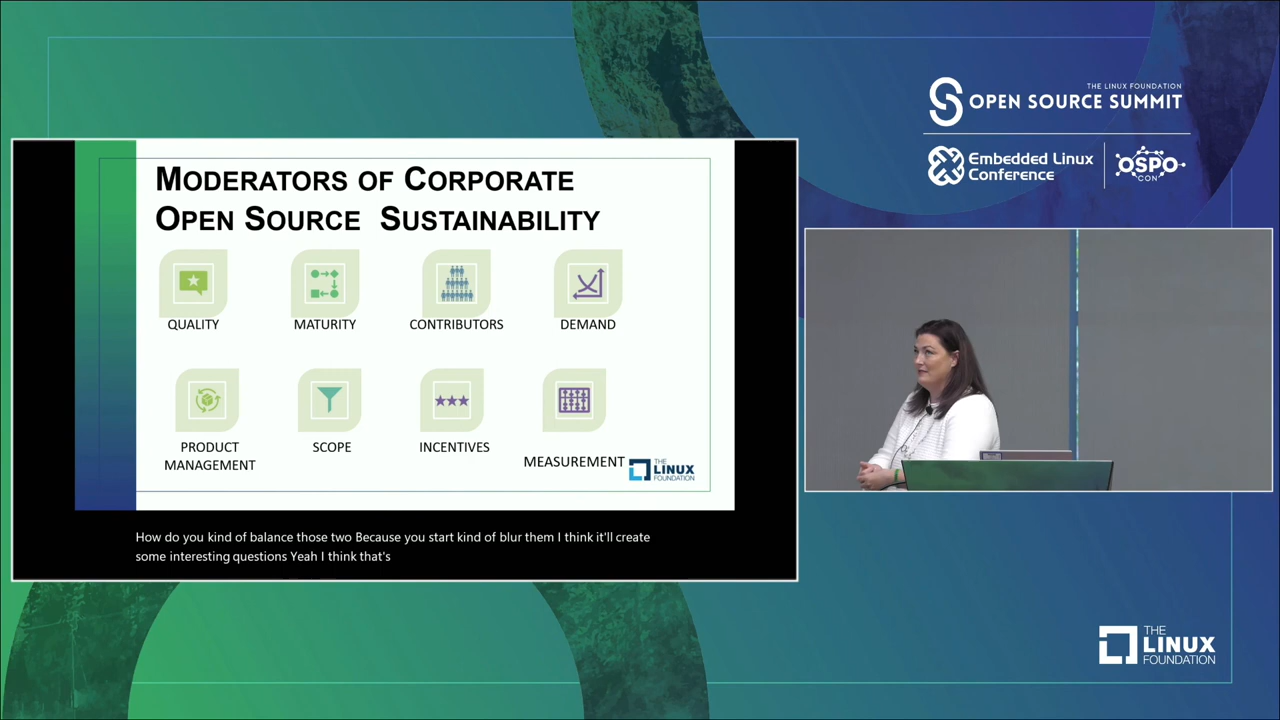 MODERATORS OF CORPORATE
OPEN SOURCE SUSTAINABILITY
QUALITY
MATURITY
CONTRIBUTORS
DEMAND
PRODUCT
MANAGEMENT
SCOPE
INCENTIVES
MEASUREMENT
THE
LINUX
FOUNDATION
How do you kind of balance those two Because you start kind of blur them I think it'll create
some interesting questions Yeah I think that's
THE LINUX FOUNDATION
OPEN SOURCE SUMMIT
Embedded Linux
Conference
OSPO
CON
THE
LINUX
FOUNDATION